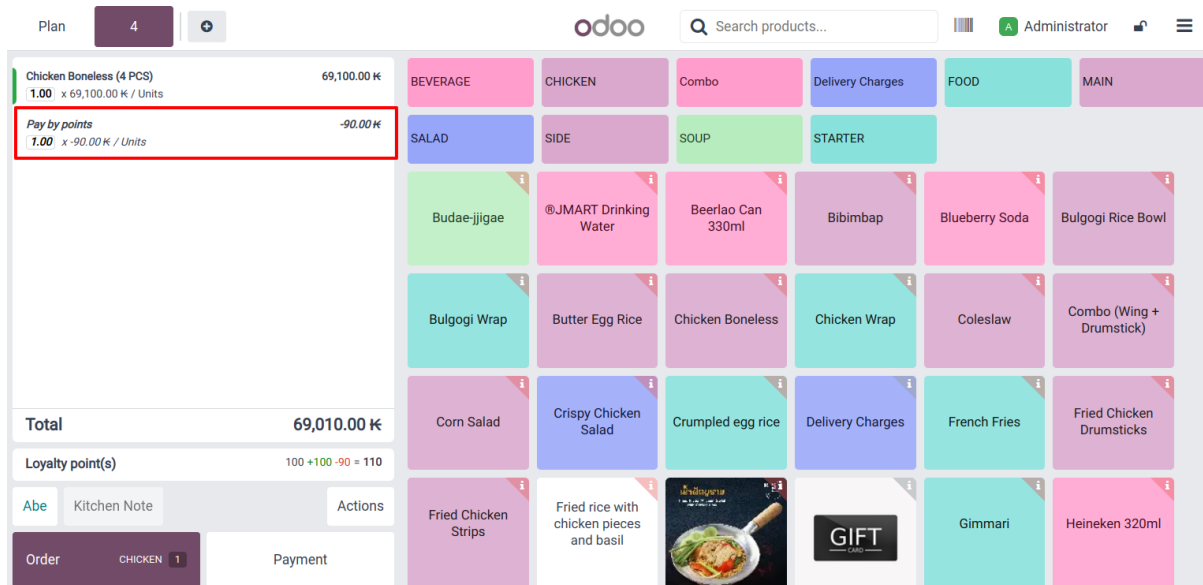 Plan
4
odoo
Search products...
A
Administrator
Chicken Boneless (4 PCS)
69,100.00 ₭
1.00 x 69,100.00 ₭ / Units
Pay by points
-90.00 ₭
1.00 x -90.00 ₭ / Units
Total
69,010.00 ₭
Loyalty point(s)
100 +100 -90 = 110
Abe
Kitchen Note
Actions
Order
CHICKEN 1
Payment
BEVERAGE
CHICKEN
Combo
Delivery Charges
FOOD
MAIN
SALAD
SIDE
SOUP
STARTER
Budae-jjigae
®JMART Drinking
Water
Beerlao Can
330ml
Bibimbap
Blueberry Soda
Bulgogi Rice Bowl
Bulgogi Wrap
Butter Egg Rice
Chicken Boneless
Chicken Wrap
Coleslaw
Combo (Wing +
Drumstick)
Corn Salad
Crispy Chicken
Salad
Crumpled egg rice
Delivery Charges
French Fries
Fried Chicken
Drumsticks
Fried Chicken
Strips
Fried rice with
chicken pieces
and basil
GIFT
CARD
Gimmari
Heineken 320ml